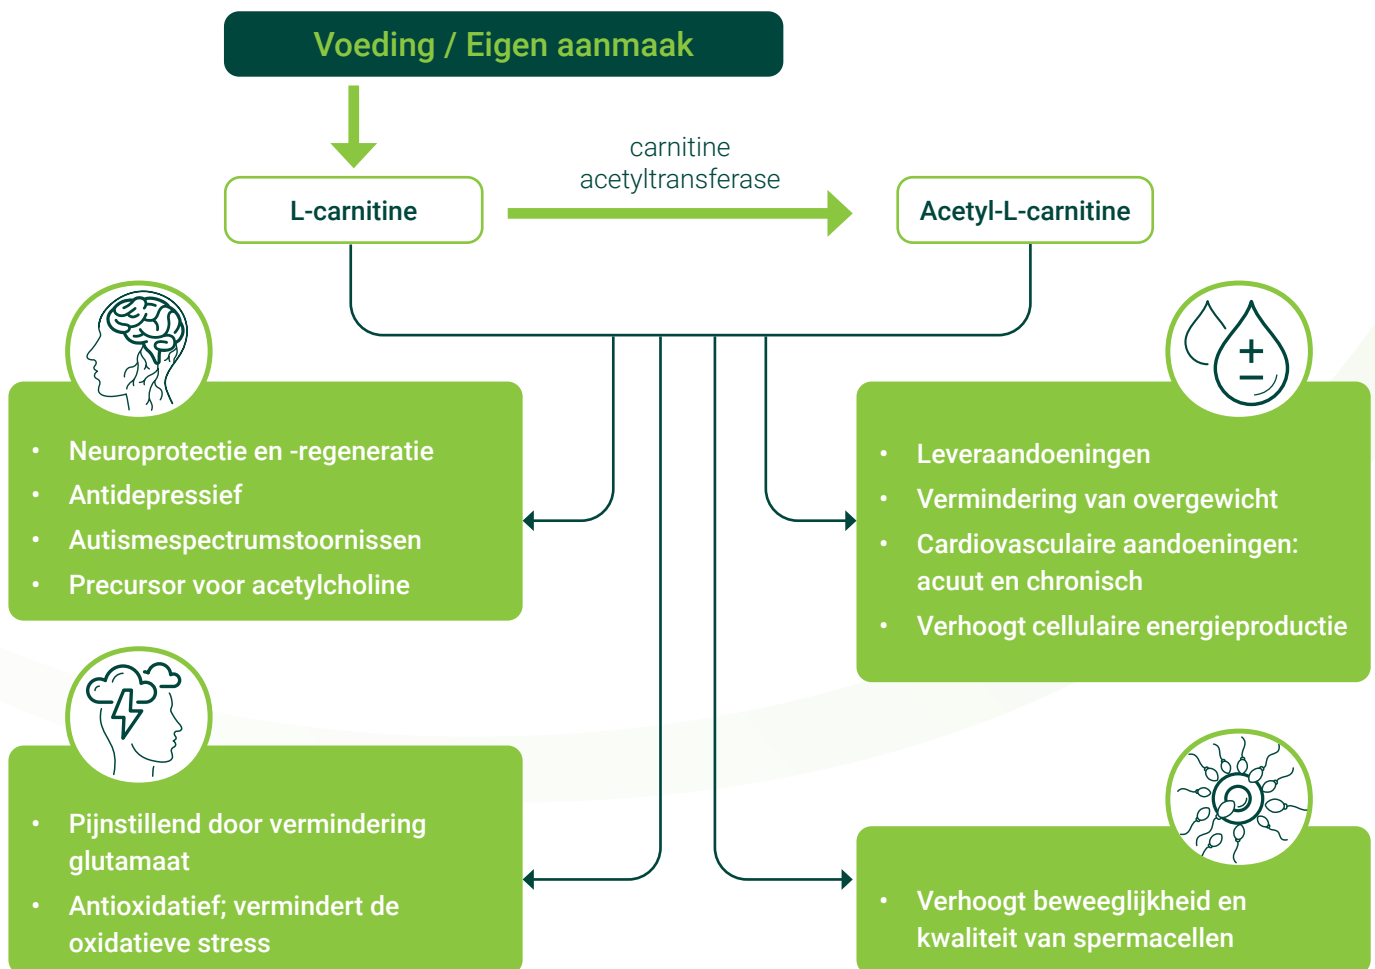 Voeding / Eigen aanmaak
carnitine
acetyltransferase
L-carnitine
Acetyl-L-carnitine
• Neuroprotectie en -regeneratie
• Antidepressief
• Autismespectrumstoornissen
• Precursor voor acetylcholine
+
−
• Leveraandoeningen
• Vermindering van overgewicht
• Cardiovasculaire aandoeningen:
acuut en chronisch
• Verhoogt cellulaire energieproductie
• Pijnstillend door vermindering
glutamaat
• Antioxidatief; vermindert de
oxidatieve stress
• Verhoogt beweeglijkheid en
kwaliteit van spermacellen